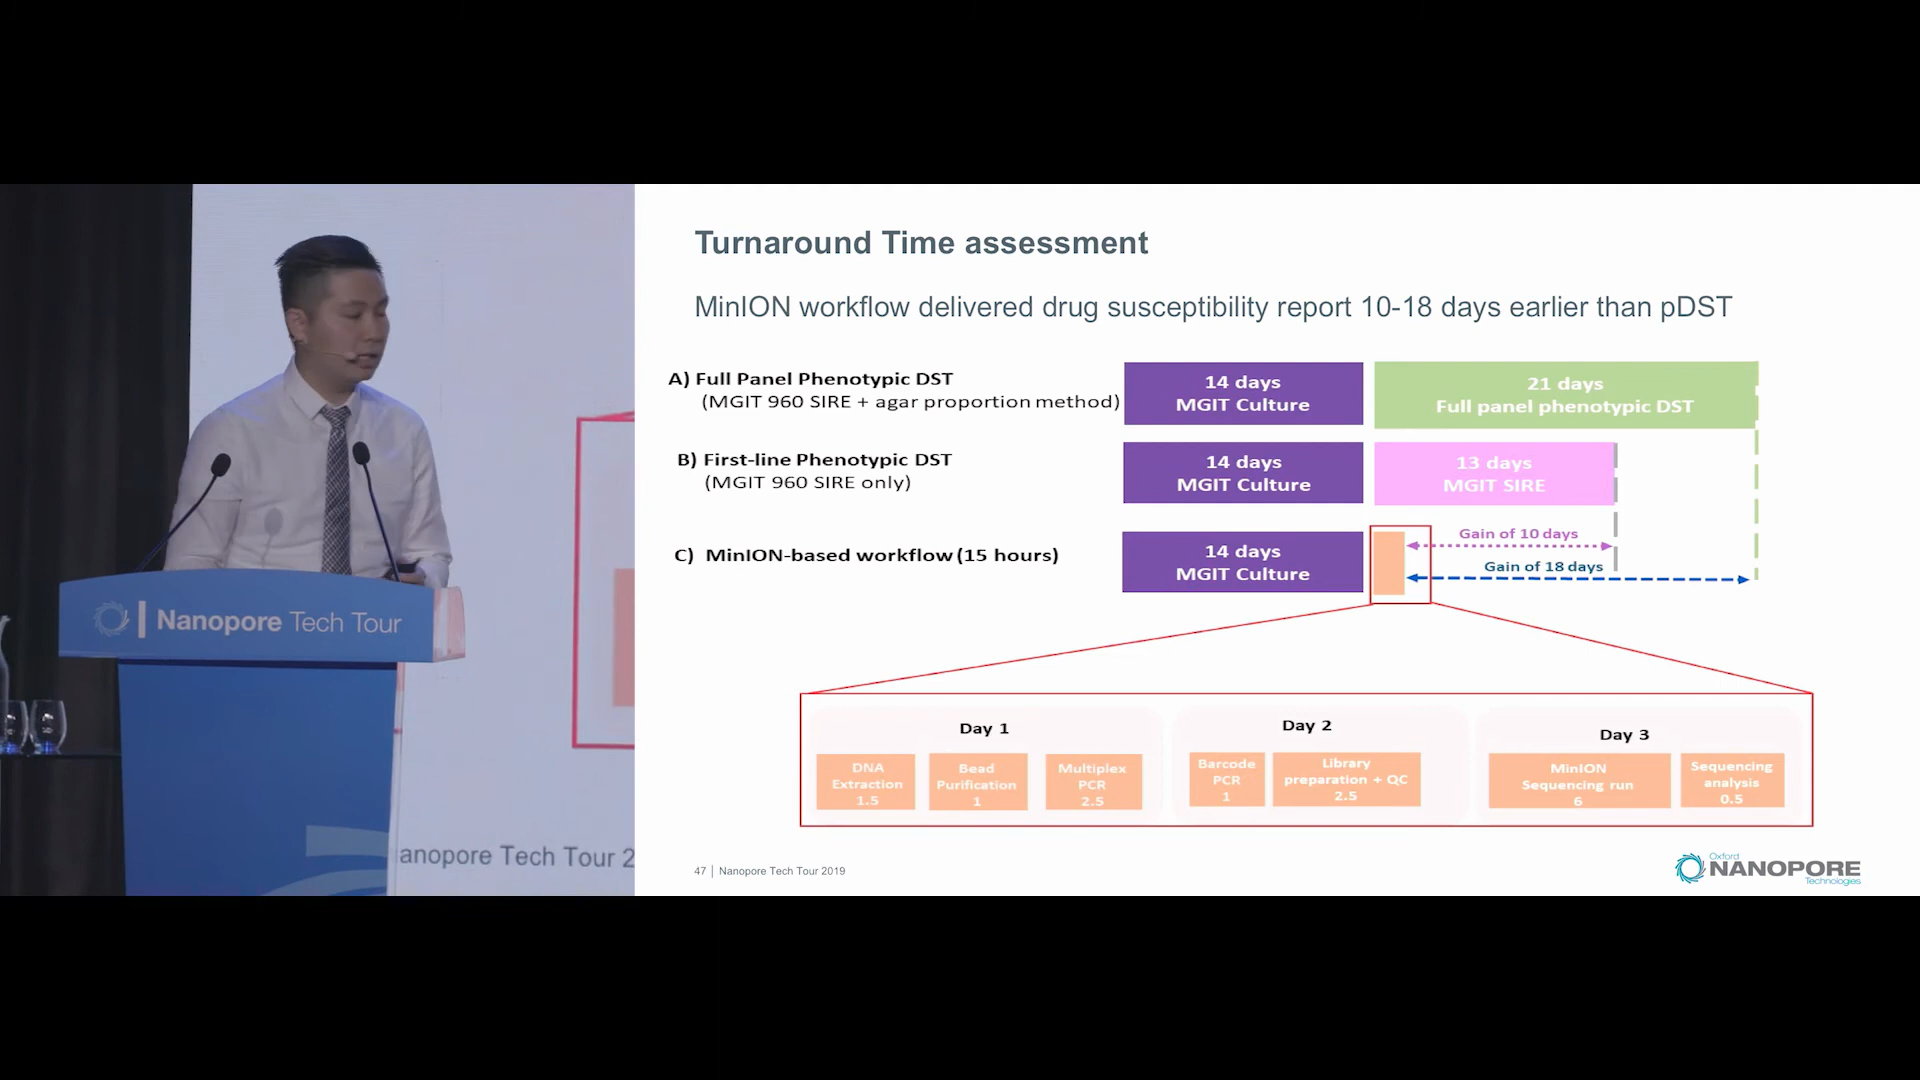 Turnaround Time assessment
MinION workflow delivered drug susceptibility report 10-18 days earlier than pDST
A) Full Panel Phenotypic DST
(MGIT 960 SIRE + agar proportion method)
14 days
MGIT Culture
21 days
Full panel phenotypic DST
B) First-line Phenotypic DST
(MGIT 960 SIRE only)
14 days
MGIT Culture
13 days
MGIT SIRE
C) MinION-based workflow (15 hours)
14 days
MGIT Culture
Gain of 10 days
Gain of 18 days
Day 1
DNA
Extraction
1.5
Bead
Purification
1
Multiplex
PCR
2.5
Day 2
Barcode
PCR
1
Library
preparation + QC
2.5
Day 3
MinION
Sequencing run
6
Sequencing
analysis
0.5
47 | Nanopore Tech Tour 2019
Oxford
NANOPORE
Technologies
Nanopore Tech Tour
anopore Tech Tour 2